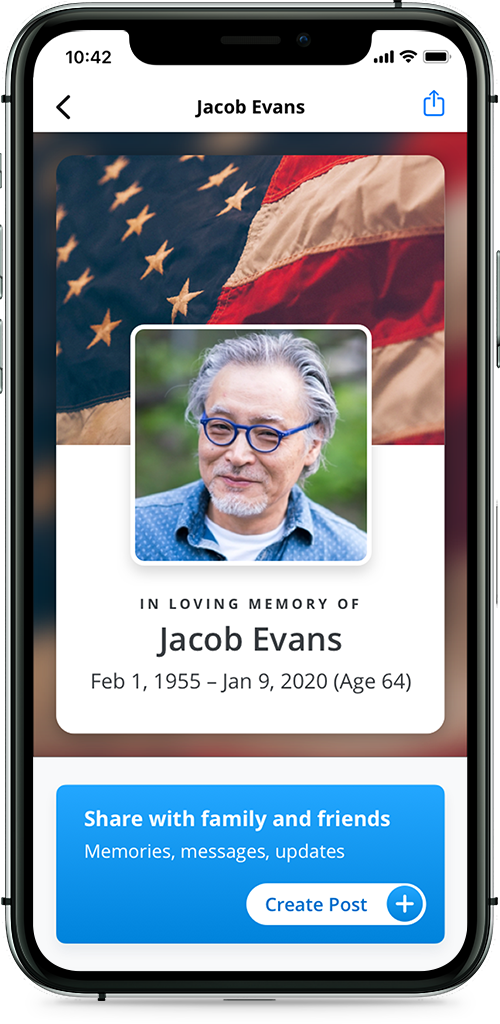 10:42
Jacob Evans
IN LOVING MEMORY OF
Jacob Evans
Feb 1, 1955 – Jan 9, 2020 (Age 64)
Share with family and friends
Memories, messages, updates
Create Post